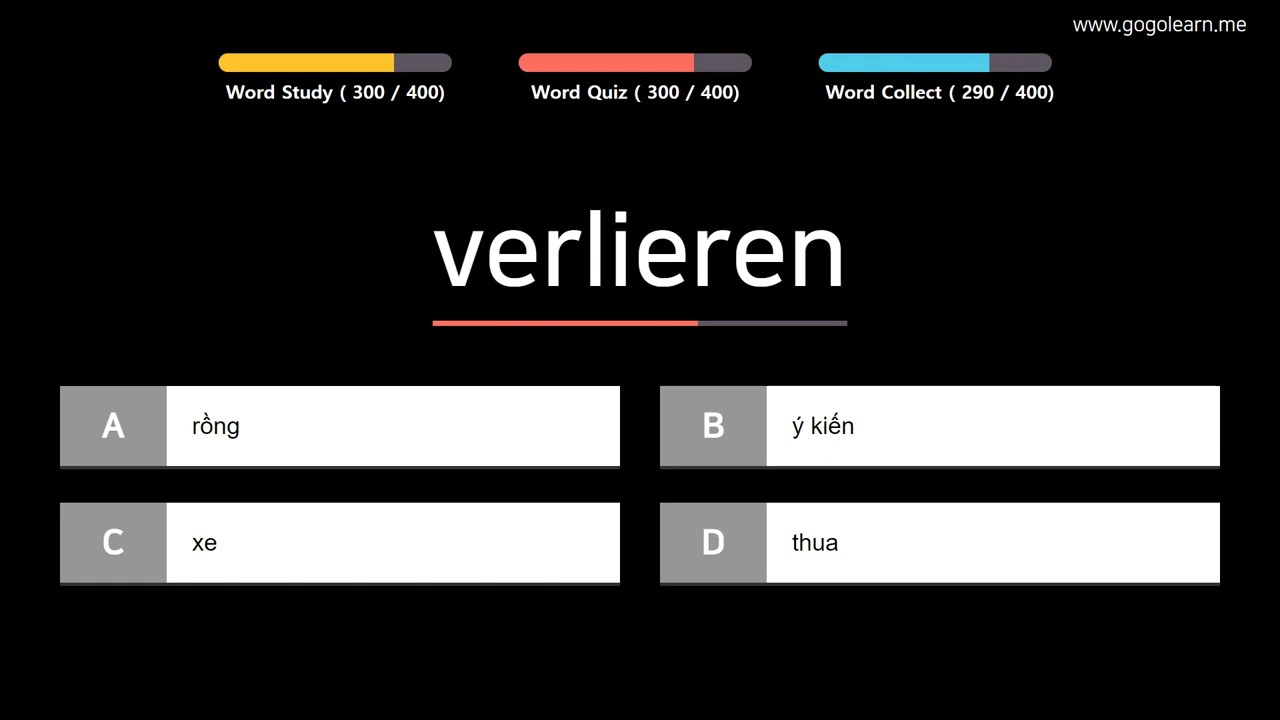 www.gogolearn.me
Word Study ( 300 / 400)
Word Quiz ( 300 / 400)
Word Collect ( 290 / 400)
verlieren
A
rồng
B
ý kiến
C
xe
D
thua